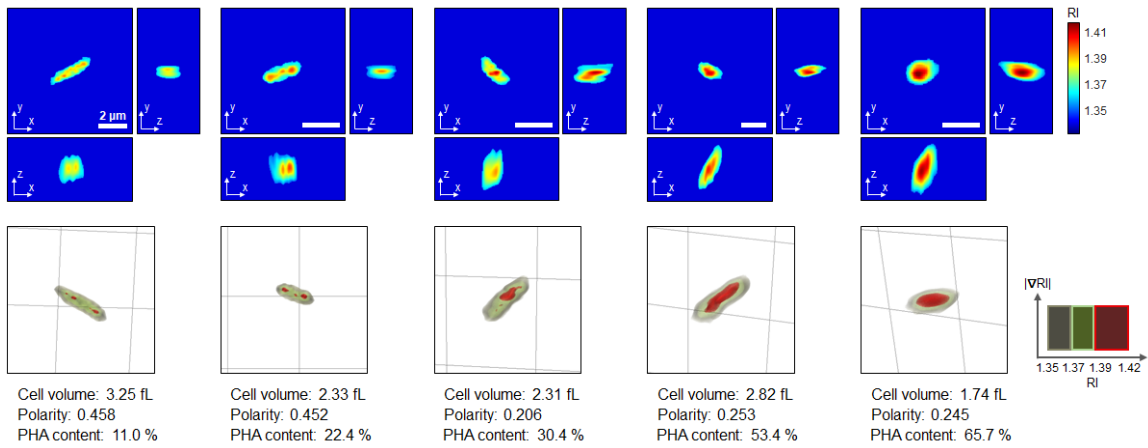 RI
1.41
1.39
1.37
1.35
y
x
2 μm
y
z
z
x
y
x
y
z
z
x
y
x
y
z
z
x
y
x
y
z
z
x
y
x
y
z
z
x
|∇RI|
1.35 1.37 1.39 1.42
RI
Cell volume: 3.25 fL
Polarity: 0.458
PHA content: 11.0 %
Cell volume: 2.33 fL
Polarity: 0.452
PHA content: 22.4 %
Cell volume: 2.31 fL
Polarity: 0.206
PHA content: 30.4 %
Cell volume: 2.82 fL
Polarity: 0.253
PHA content: 53.4 %
Cell volume: 1.74 fL
Polarity: 0.245
PHA content: 65.7 %